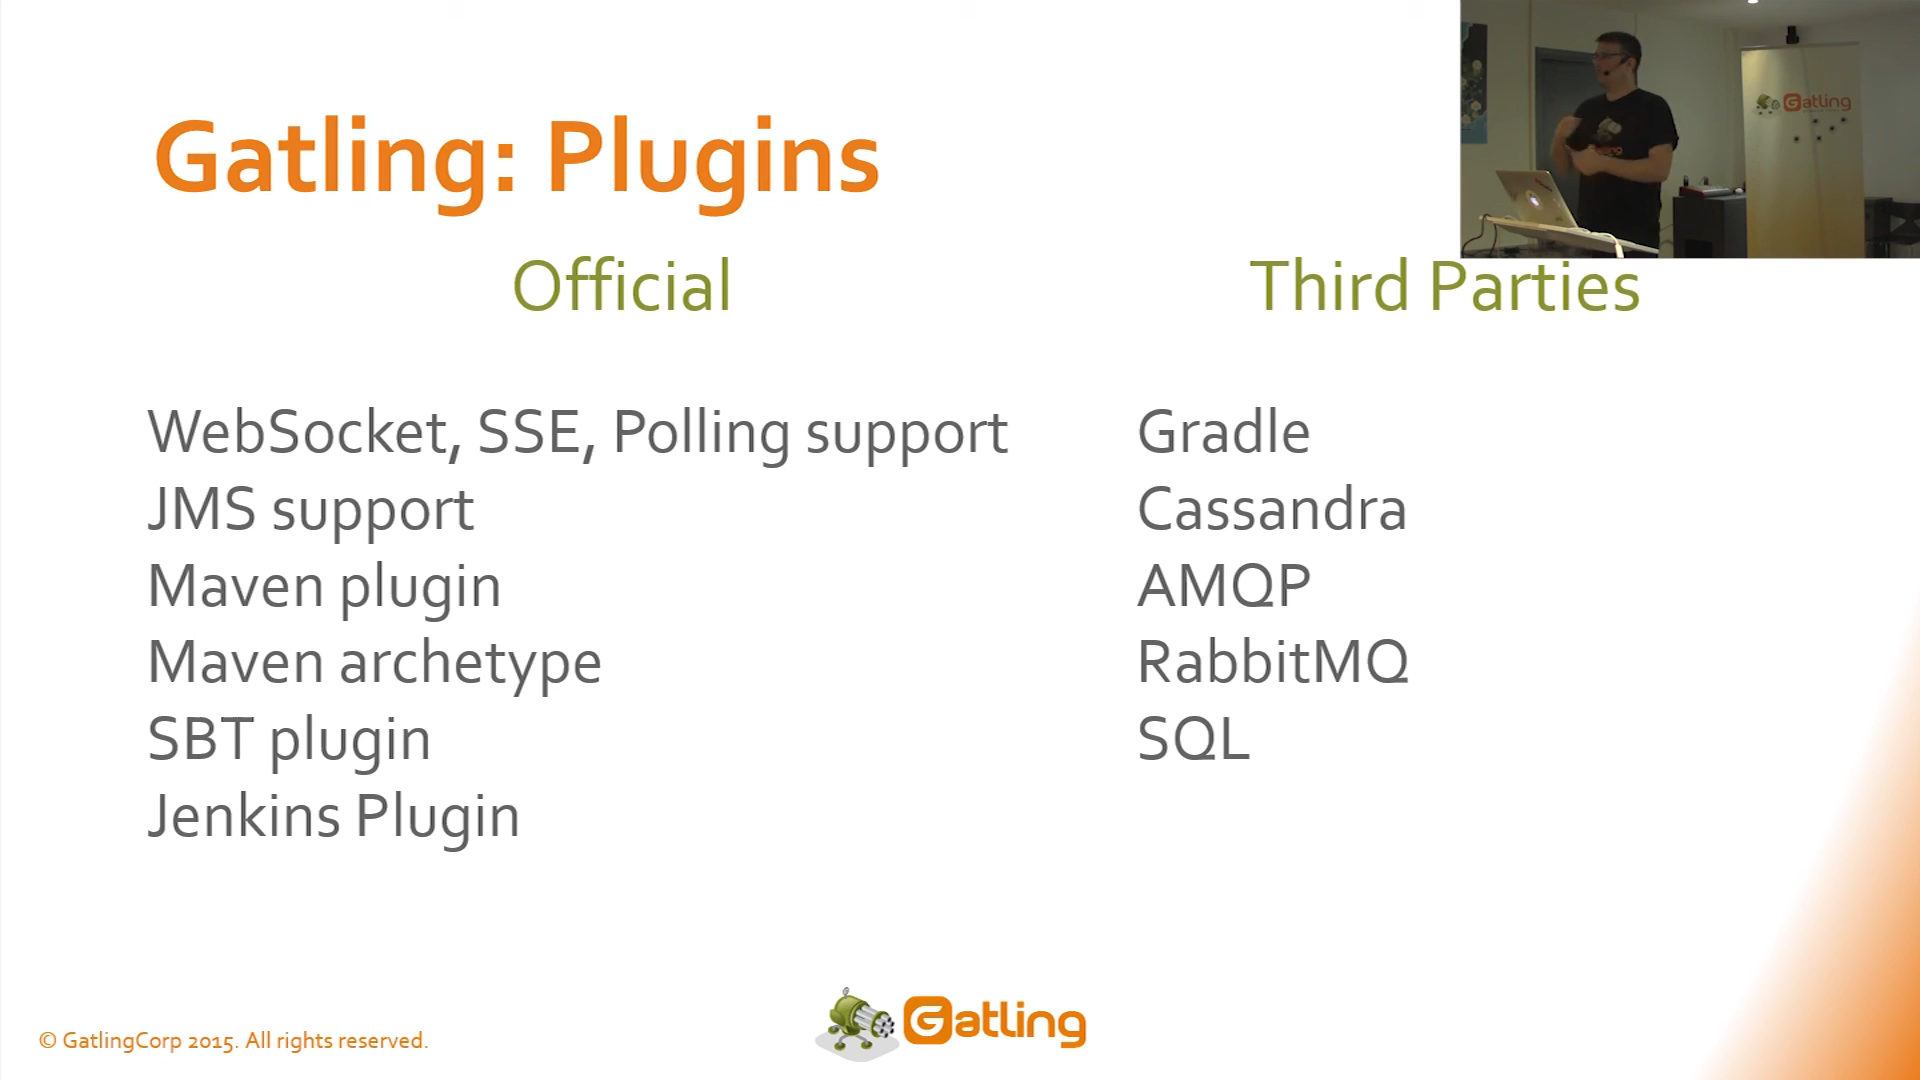 Gatling: Plugins
Gatling
Official
Third Parties
WebSocket, SSE, Polling support
JMS support
Maven plugin
Maven archetype
SBT plugin
Jenkins Plugin
Gradle
Cassandra
AMQP
RabbitMQ
SQL
© GatlingCorp 2015. All rights reserved.
Gatling